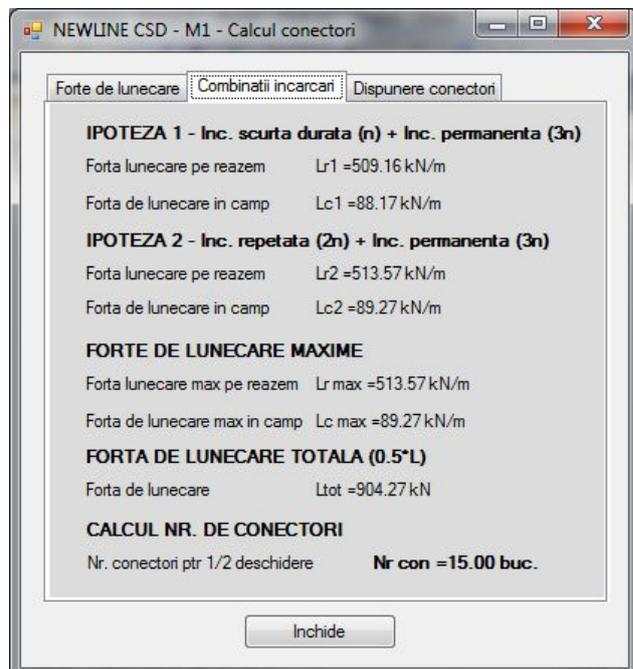 NEWLINE CSD - M1 - Calcul conectori
Forte de lunecare Combinatii incarcari Dispunere conectori
IPOTEZA 1 - Inc. scurta durata (n) + Inc. permanenta (3n)
Forta lunecare pe reazem Lr1 =509.16 kN/m
Forta de lunecare in camp Lc1 =88.17 kN/m
IPOTEZA 2 - Inc. repetata (2n) + Inc. permanenta (3n)
Forta lunecare pe reazem Lr2 =513.57 kN/m
Forta de lunecare in camp Lc2 =89.27 kN/m
FORTE DE LUNECARE MAXIME
Forta lunecare max pe reazem Lr max =513.57 kN/m
Forta de lunecare max in camp Lc max =89.27 kN/m
FORTA DE LUNECARE TOTALA (0.5*L)
Forta de lunecare Ltot =904.27 kN
CALCUL NR. DE CONECTORI
Nr. conectori ptr 1/2 deschidere Nr con =15.00 buc.
Inchide